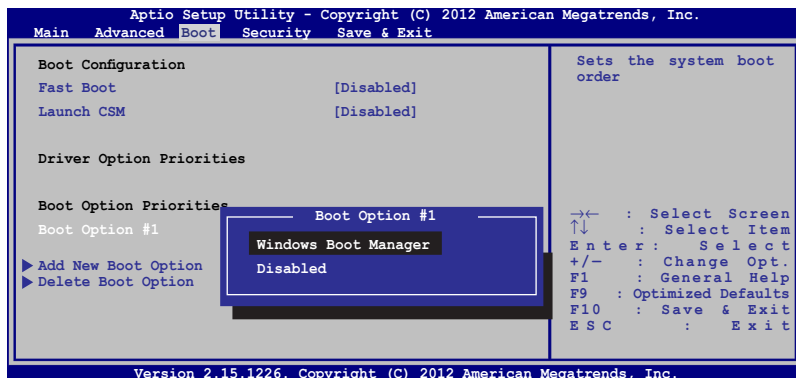 Aptio Setup Utility - Copyright (C) 2012 American Megatrends, Inc.
Main Advanced Boot Security Save & Exit
Boot Configuration
Fast Boot [Disabled]
Launch CSM [Disabled]
Driver Option Priorities
Boot Option Priorities
Boot Option #1
Add New Boot Option
Delete Boot Option
Boot Option #1
Windows Boot Manager
Disabled
Sets the system boot
order
→← : Select Screen
↑↓ : Select Item
Enter: Select
+/— : Change Opt.
F1 : General Help
F9 : Optimized Defaults
F10 : Save & Exit
ESC : Exit
Version 2.15.1226. Copyright (C) 2012 American Megatrends, Inc.